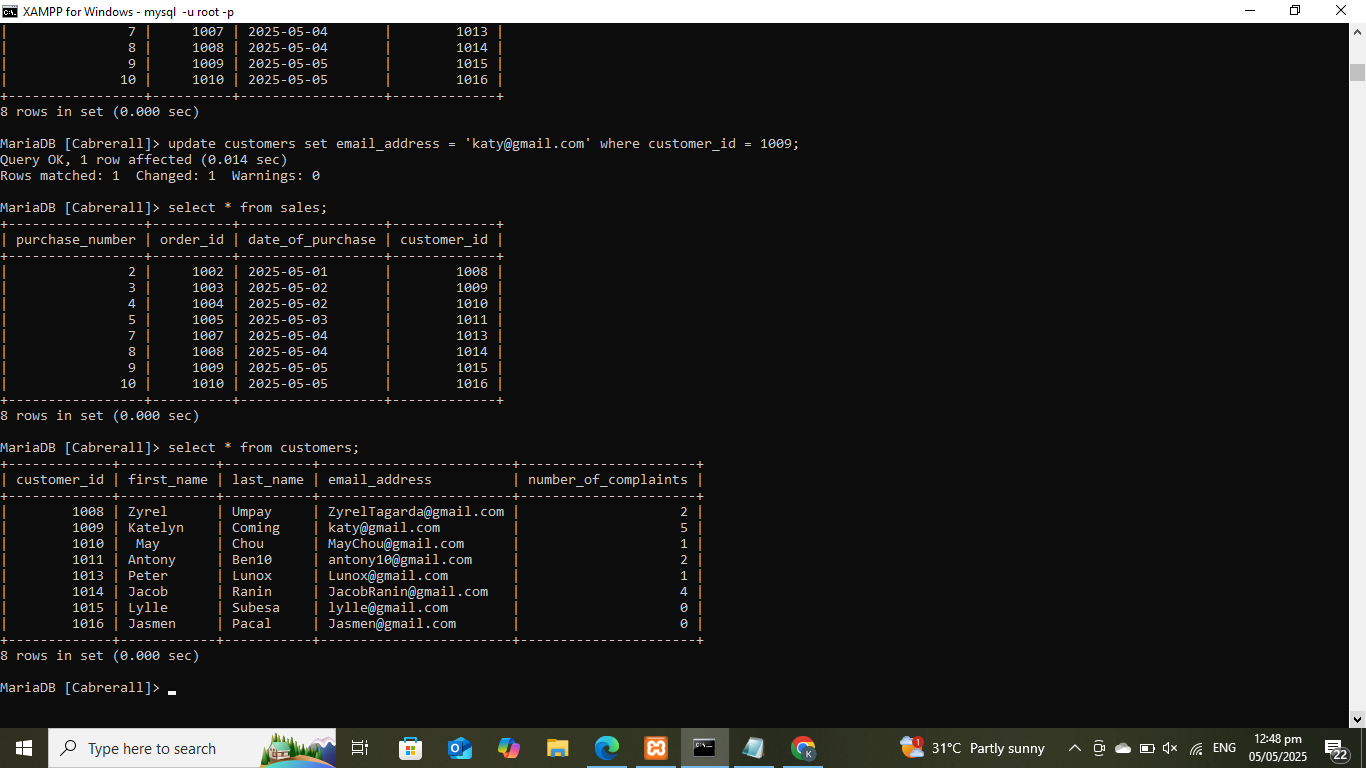 XAMPP for Windows - mysql  -u root -p
|               7 |     1007 | 2025-05-04       |        1013 |
|               8 |     1008 | 2025-05-04       |        1014 |
|               9 |     1009 | 2025-05-05       |        1015 |
|              10 |     1010 | 2025-05-05       |        1016 |
+-----------------+----------+------------------+-------------+
8 rows in set (0.000 sec)
MariaDB [Cabrerall]> update customers set email_address = 'katy@gmail.com' where customer_id = 1009;
Query OK, 1 row affected (0.014 sec)
Rows matched: 1  Changed: 1  Warnings: 0
MariaDB [Cabrerall]> select * from sales;
+-----------------+----------+------------------+-------------+
| purchase_number | order_id | date_of_purchase | customer_id |
+-----------------+----------+------------------+-------------+
|               2 |     1002 | 2025-05-01       |        1008 |
|               3 |     1003 | 2025-05-02       |        1009 |
|               4 |     1004 | 2025-05-02       |        1010 |
|               5 |     1005 | 2025-05-03       |        1011 |
|               7 |     1007 | 2025-05-04       |        1013 |
|               8 |     1008 | 2025-05-04       |        1014 |
|               9 |     1009 | 2025-05-05       |        1015 |
|              10 |     1010 | 2025-05-05       |        1016 |
+-----------------+----------+------------------+-------------+
8 rows in set (0.000 sec)
MariaDB [Cabrerall]> select * from customers;
+-------------+------------+-----------+------------------------+----------------------+
| customer_id | first_name | last_name | email_address          | number_of_complaints |
+-------------+------------+-----------+------------------------+----------------------+
|        1008 | Zyrel      | Umpay     | ZyrelTagarda@gmail.com |                    2 |
|        1009 | Katelyn    | Coming    | katy@gmail.com         |                    5 |
|        1010 |  May       | Chou      | MayChou@gmail.com      |                    1 |
|        1011 | Antony     | Ben10     | antony10@gmail.com     |                    2 |
|        1013 | Peter      | Lunox     | Lunox@gmail.com        |                    1 |
|        1014 | Jacob      | Ranin     | JacobRanin@gmail.com   |                    4 |
|        1015 | Lylle      | Subesa    | lylle@gmail.com        |                    0 |
|        1016 | Jasmen     | Pacal     | Jasmen@gmail.com       |                    0 |
+-------------+------------+-----------+------------------------+----------------------+
8 rows in set (0.000 sec)
MariaDB [Cabrerall]>
Type here to search
1
31°C  Partly sunny
ENG
12:48 pm
05/05/2025
22